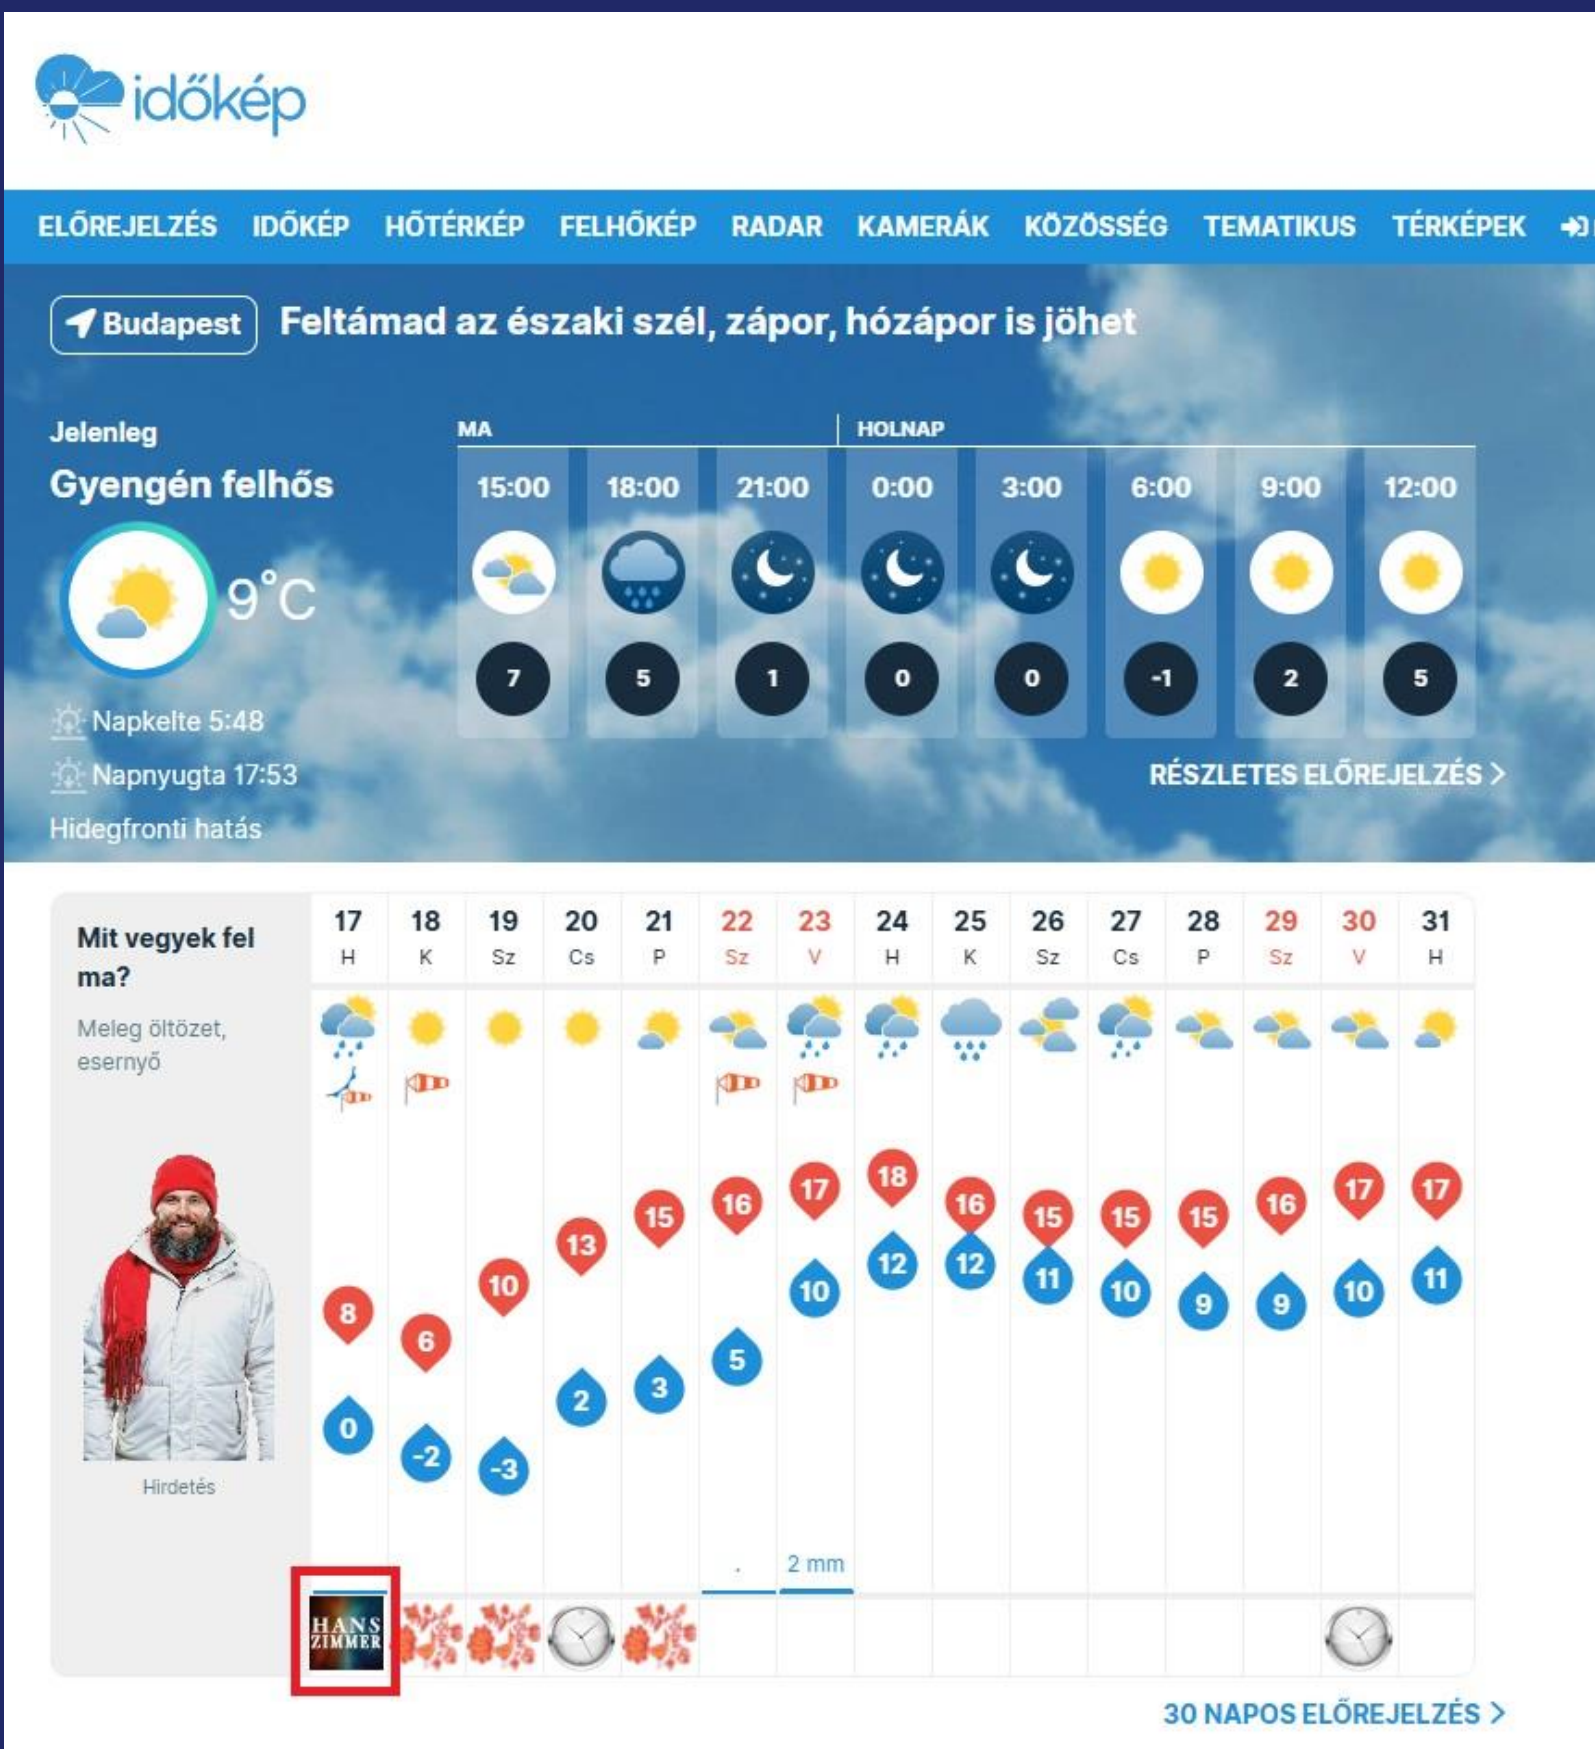 időkép
ELŐREJELZÉS IDŐKÉP HŐTÉRKÉP FELHŐKÉP RADAR KAMERÁK KÖZÖSSÉG TEMATIKUS TÉRKÉPEK
Budapest Feltámad az északi szél, zápor, hózápor is jöhet
Jelenleg
Gyengén felhős
9°C
Napkelte 5:48
Napnyugta 17:53
Hidegfronti hatás
MA HOLNAP
15:00 18:00 21:00 0:00 3:00 6:00 9:00 12:00
7 5 1 0 0 -1 2 5
RÉSZLETES ELŐREJELZÉS
Mit vegyek fel
ma?
Meleg öltözet,
esernyő
Hirdetés
17 18 19 20 21 22 23 24 25 26 27 28 29 30 31
H K Sz Cs P Sz V H K Sz Cs P Sz V H
8 6 10 13 15 16 17 18 16 15 15 15 16 17 17
0 -2 -3 2 3 5 10 12 12 11 10 9 9 10 11
2 mm
HANS
ZIMMER
30 NAPOS ELŐREJELZÉS